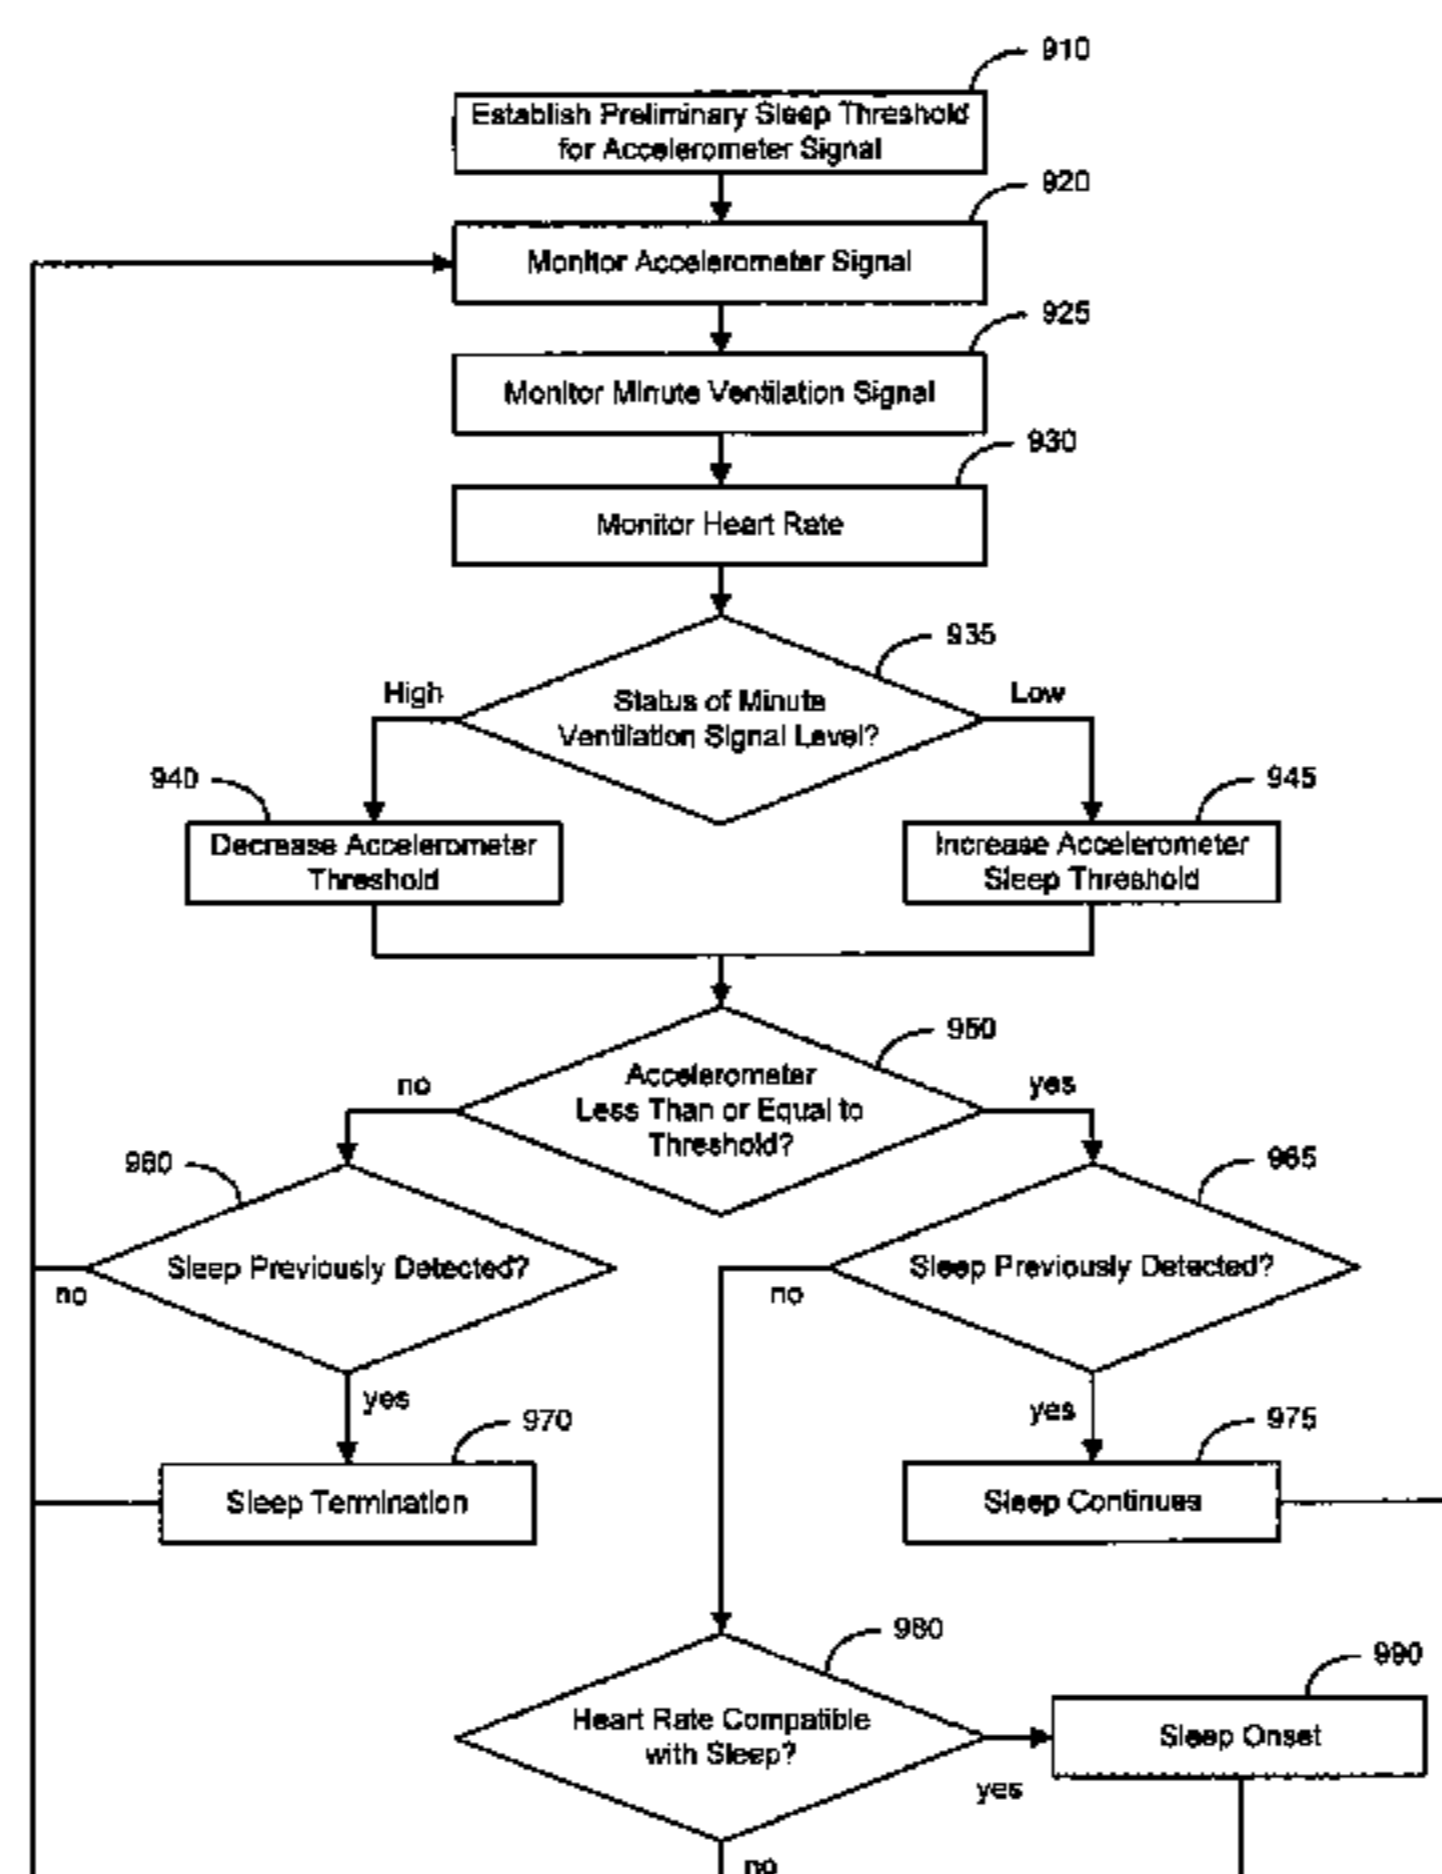 910
Establish Preliminary Sleep Threshold
for Accelerometer Signal
920
Monitor Accelerometer Signal
925
Monitor Minute Ventilation Signal
930
Monitor Heart Rate
935
High
Status of Minute
Ventilation Signal Level?
Low
940
945
Decrease Accelerometer
Threshold
Increase Accelerometer
Sleep Threshold
950
no
Accelerometer
Less Than or Equal to
Threshold?
yes
960
965
Sleep Previously Detected?
Sleep Previously Detected?
no
no
yes
yes
970
975
Sleep Termination
Sleep Continues
980
990
Heart Rate Compatible
with Sleep?
Sleep Onset
yes
no